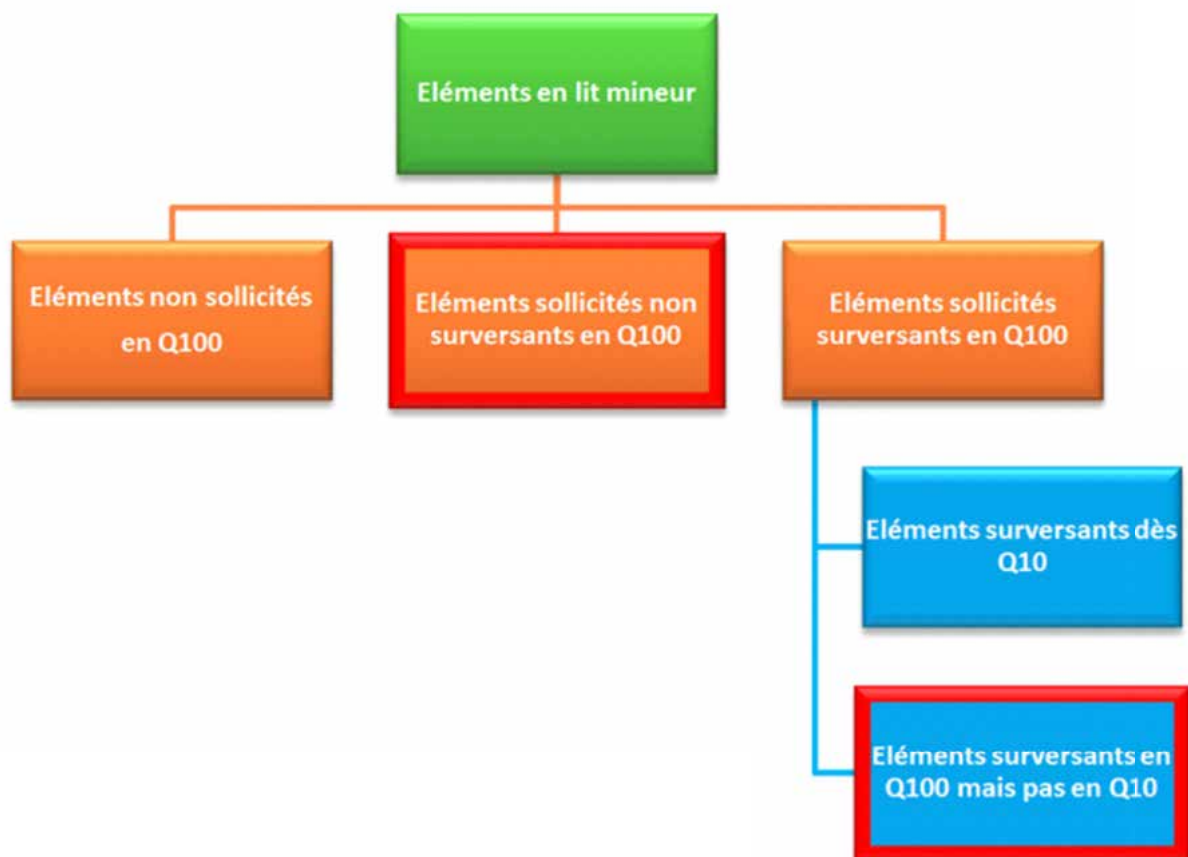 Eléments en lit mineur
Eléments non sollicités
en Q100
Eléments sollicités non
surversants en Q100
Eléments sollicités
surversants en Q100
Eléments surversants dès
Q10
Eléments surversants en
Q100 mais pas en Q10